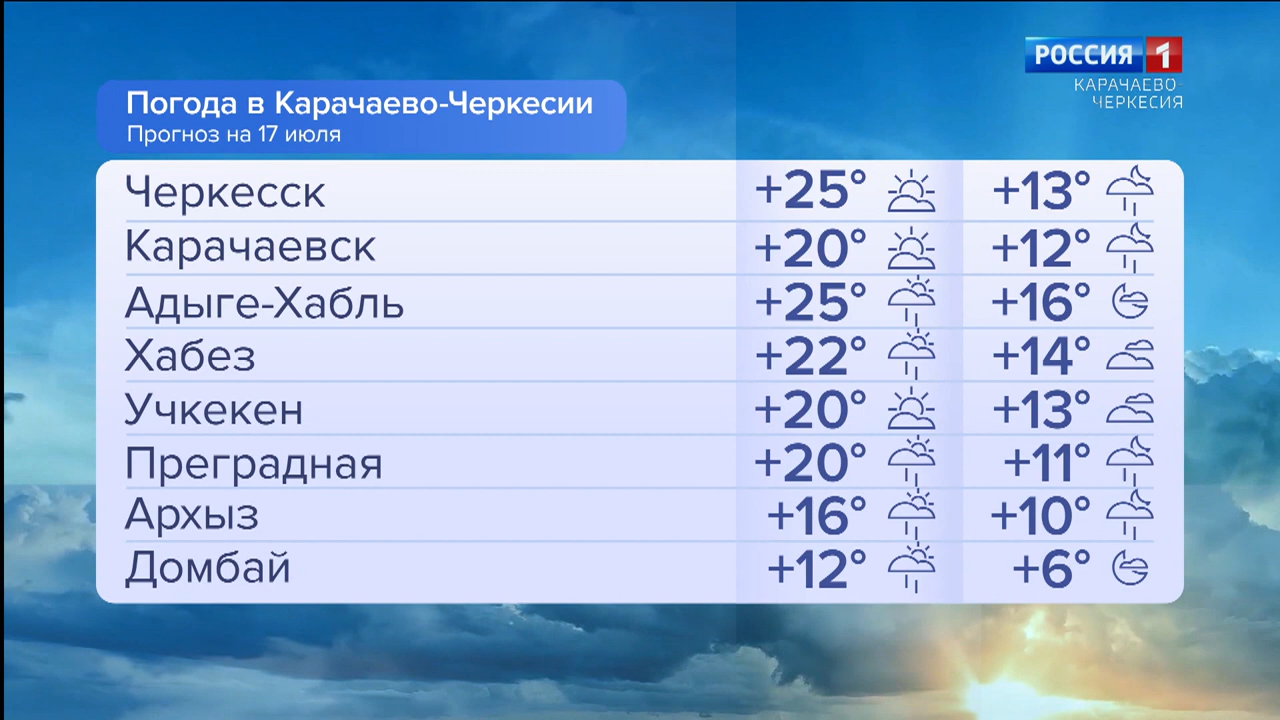 РОССИЯ 1
КАРАЧАЕВО-
ЧЕРКЕСИЯ
Погода в Карачаево-Черкесии
Прогноз на 17 июля
Черкесск +25° +13°
Карачаевск +20° +12°
Адыге-Хабль +25° +16°
Хабез +22° +14°
Учкекен +20° +13°
Преградная +20° +11°
Архыз +16° +10°
Домбай +12° +6°